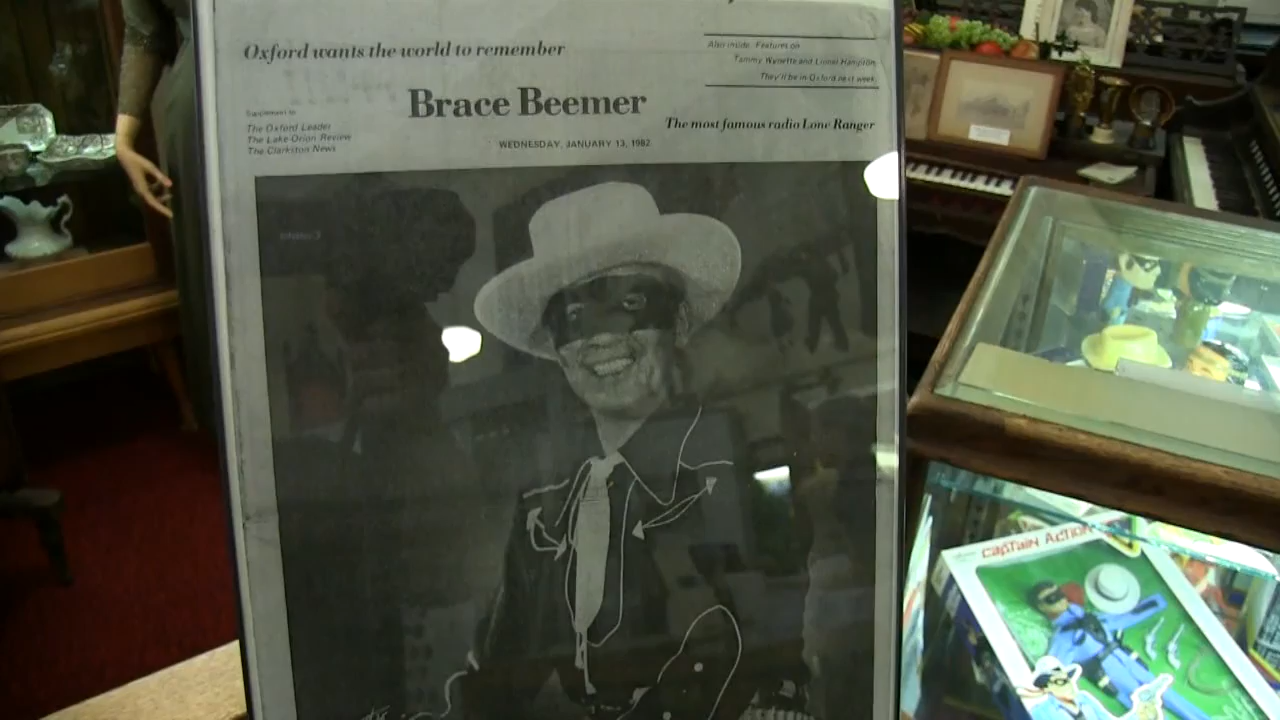 Oxford wants the world to remember
Also inside: Features on
Tammy Wynette and Lionel Hampton
They'll be in Oxford next week.
Brace Beemer
Supplement to
The Oxford Leader
The Lake Orion Review
The Clarkston News
The most famous radio Lone Ranger
WEDNESDAY, JANUARY 13, 1982
CAPTAIN ACTION